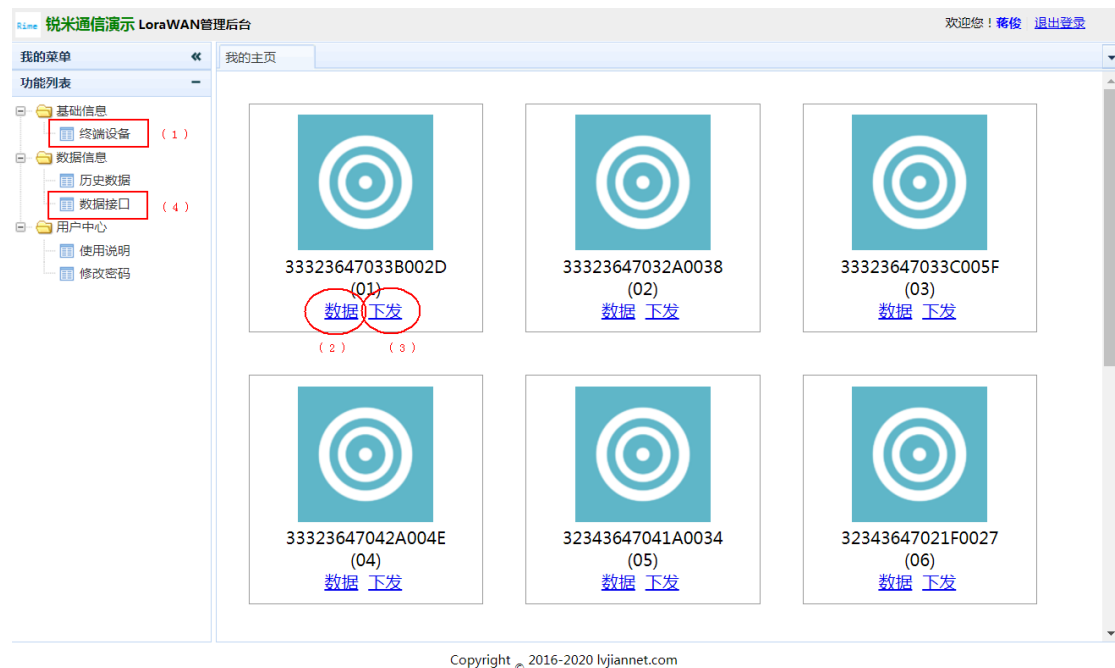 Rime 锐米通信演示 LoraWAN管理后台
欢迎您！蒋俊 退出登录
我的菜单
我的主页
功能列表
基础信息
终端设备 （1）
数据信息
历史数据
数据接口 （4）
用户中心
使用说明
修改密码
33323647033B002D
(01)
数据 下发
（2） （3）
33323647032A0038
(02)
数据 下发
33323647033C005F
(03)
数据 下发
33323647042A004E
(04)
数据 下发
32343647041A0034
(05)
数据 下发
32343647021F0027
(06)
数据 下发
Copyright © 2016-2020 lvjiannet.com